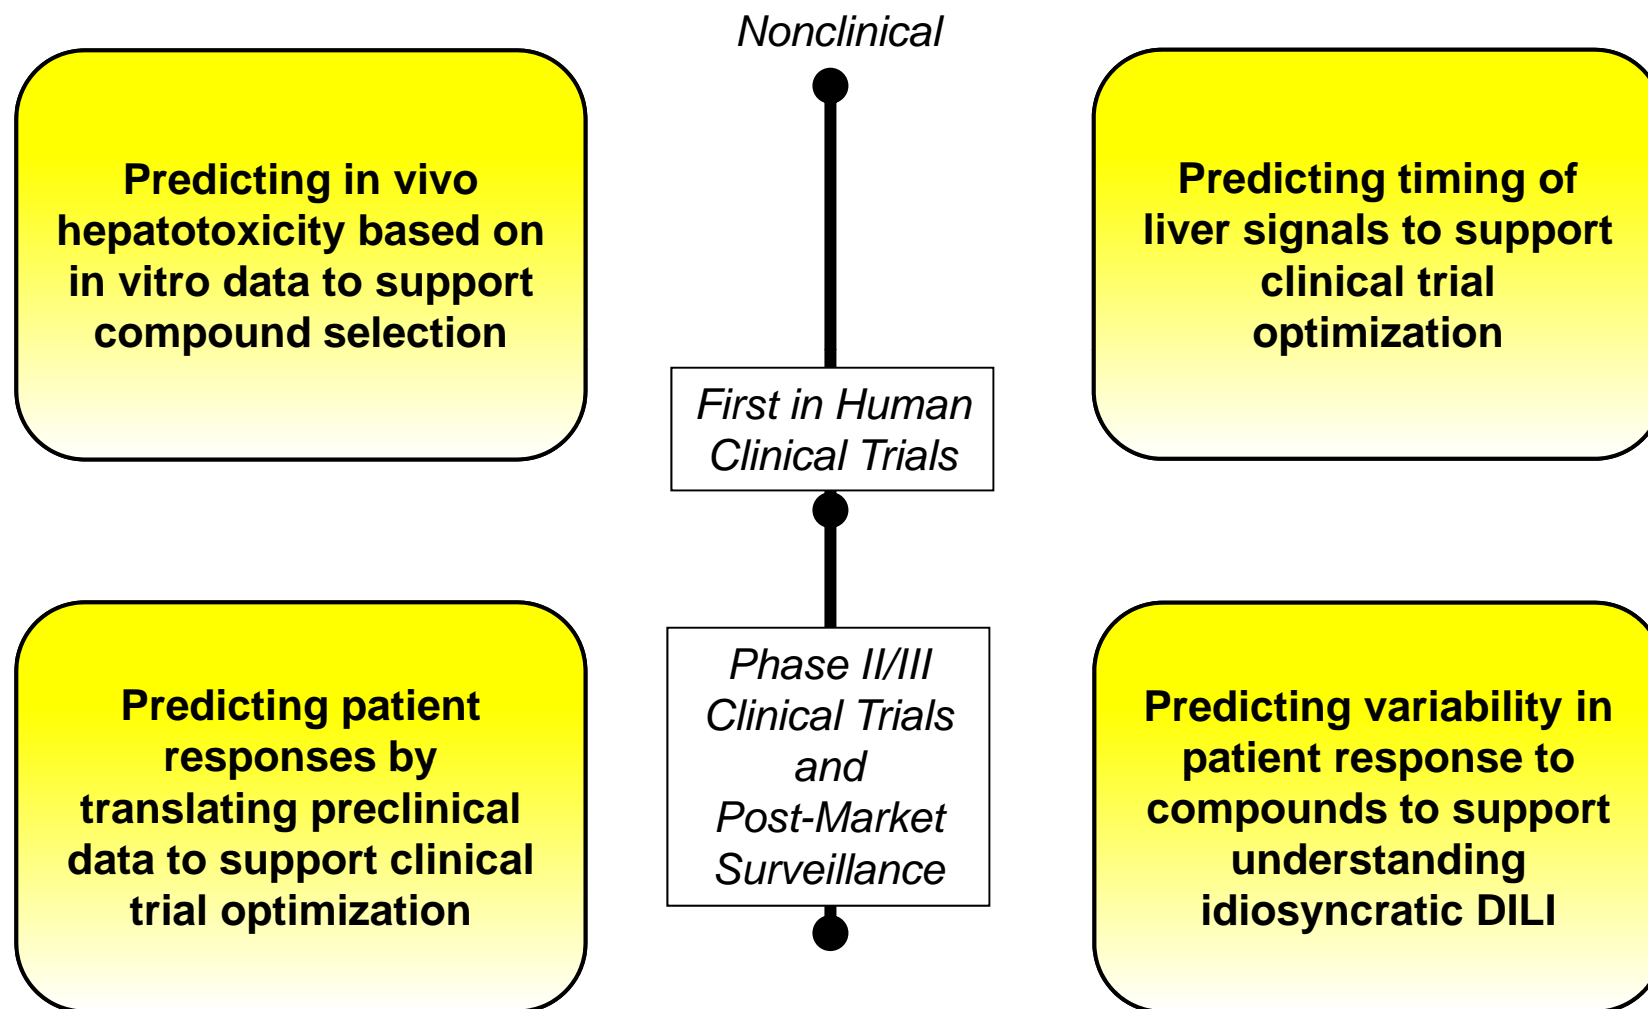 Nonclinical
Predicting in vivo
hepatotoxicity based on
in vitro data to support
compound selection
Predicting timing of
liver signals to support
clinical trial
optimization
First in Human
Clinical Trials
Predicting patient
responses by
translating preclinical
data to support clinical
trial optimization
Phase II/III
Clinical Trials
and
Post-Market
Surveillance
Predicting variability in
patient response to
compounds to support
understanding
idiosyncratic DILI